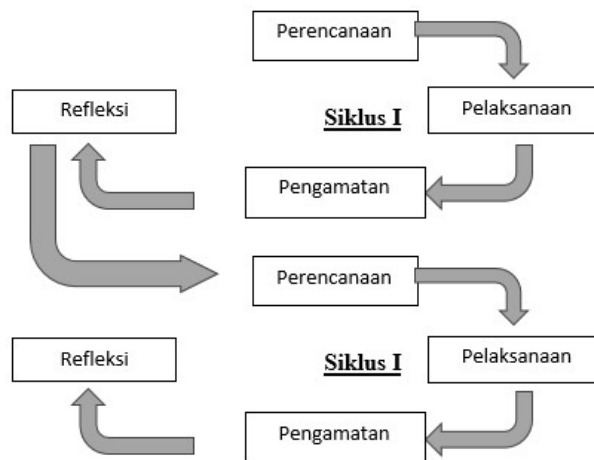 Perencanaan
Refleksi
Siklus I
Pelaksanaan
Pengamatan
Perencanaan
Refleksi
Siklus I
Pelaksanaan
Pengamatan